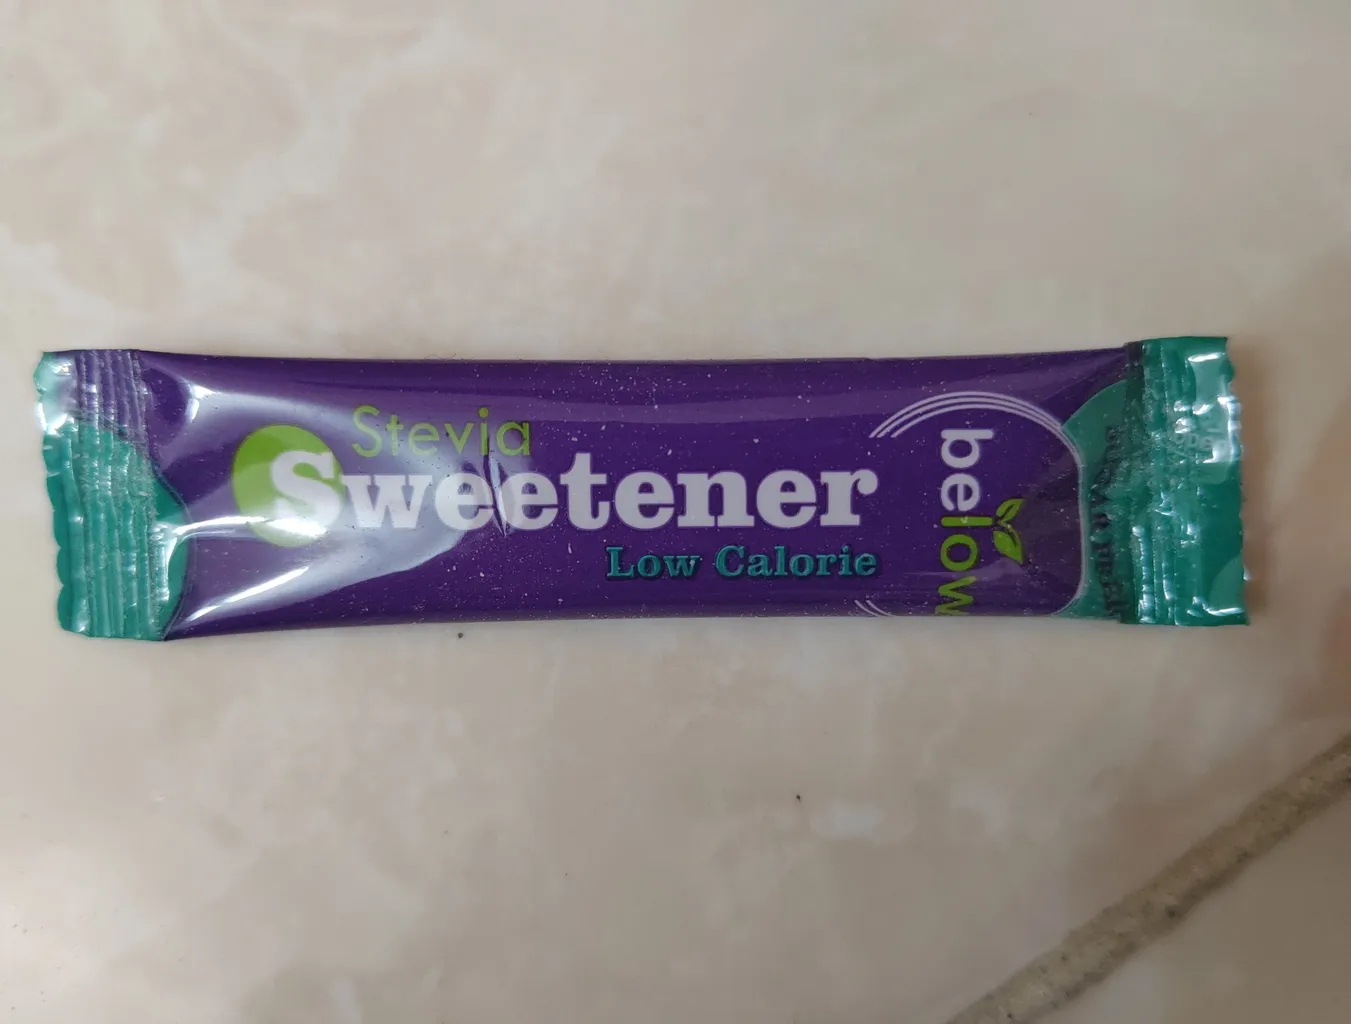 Stevia
Sweetener
Low Calorie
below